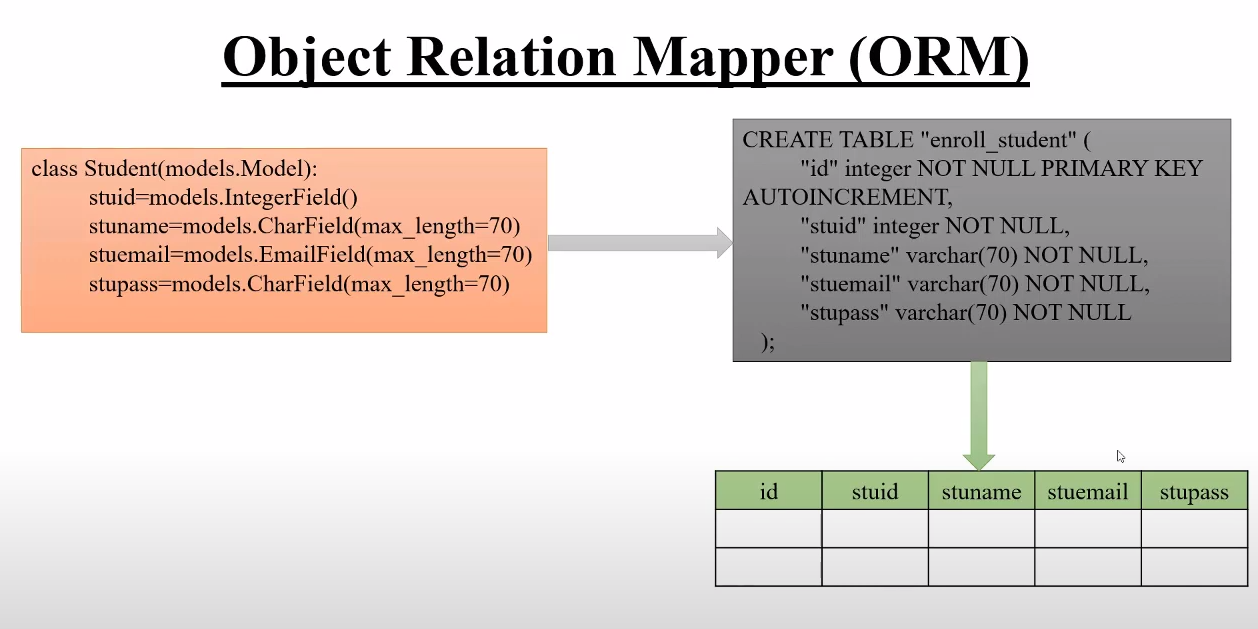 Object Relation Mapper (ORM)
class Student(models.Model):
stuid=models.IntegerField()
stuname=models.CharField(max_length=70)
stuemail=models.EmailField(max_length=70)
stupass=models.CharField(max_length=70)
CREATE TABLE "enroll_student" (
"id" integer NOT NULL PRIMARY KEY
AUTOINCREMENT,
"stuid" integer NOT NULL,
"stuname" varchar(70) NOT NULL,
"stuemail" varchar(70) NOT NULL,
"stupass" varchar(70) NOT NULL
);
id stuid stuname stuemail stupass